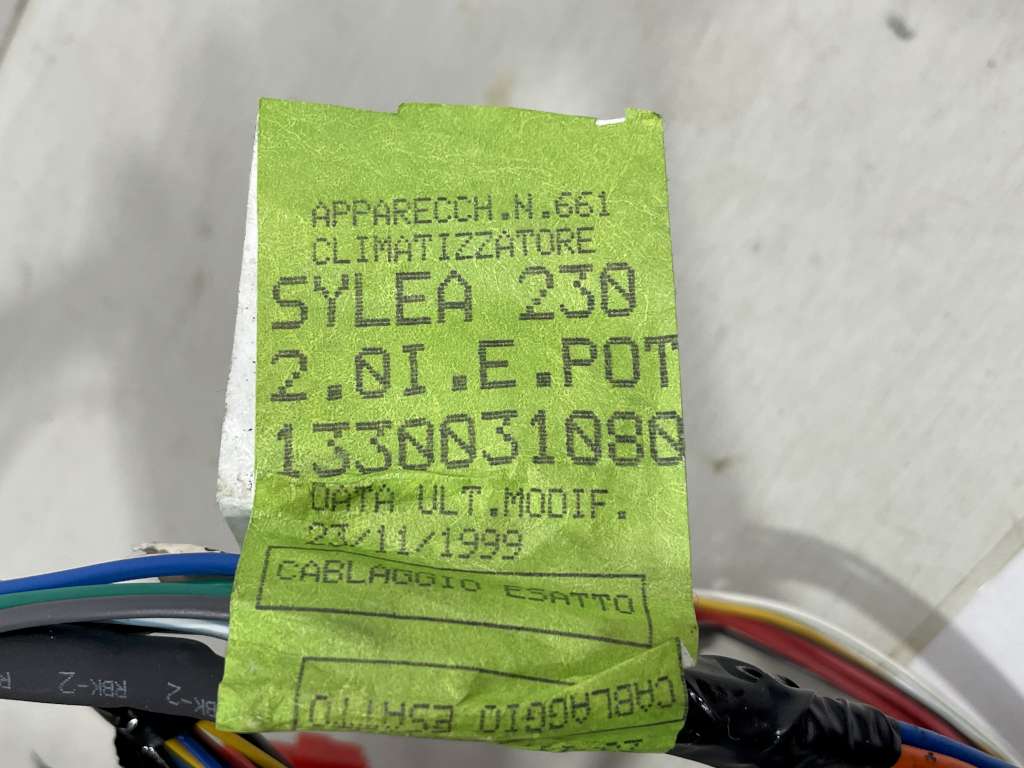 APPARECCH.N.661
CLIMATIZZATORE
SYLEA 230
2.0I.E.POT
1330031080
DATA ULT.MODIF.
23/11/1999
CABLAGGIO ESATTO
CABLAGGIO ESATTO
RBK-2
RBK-2